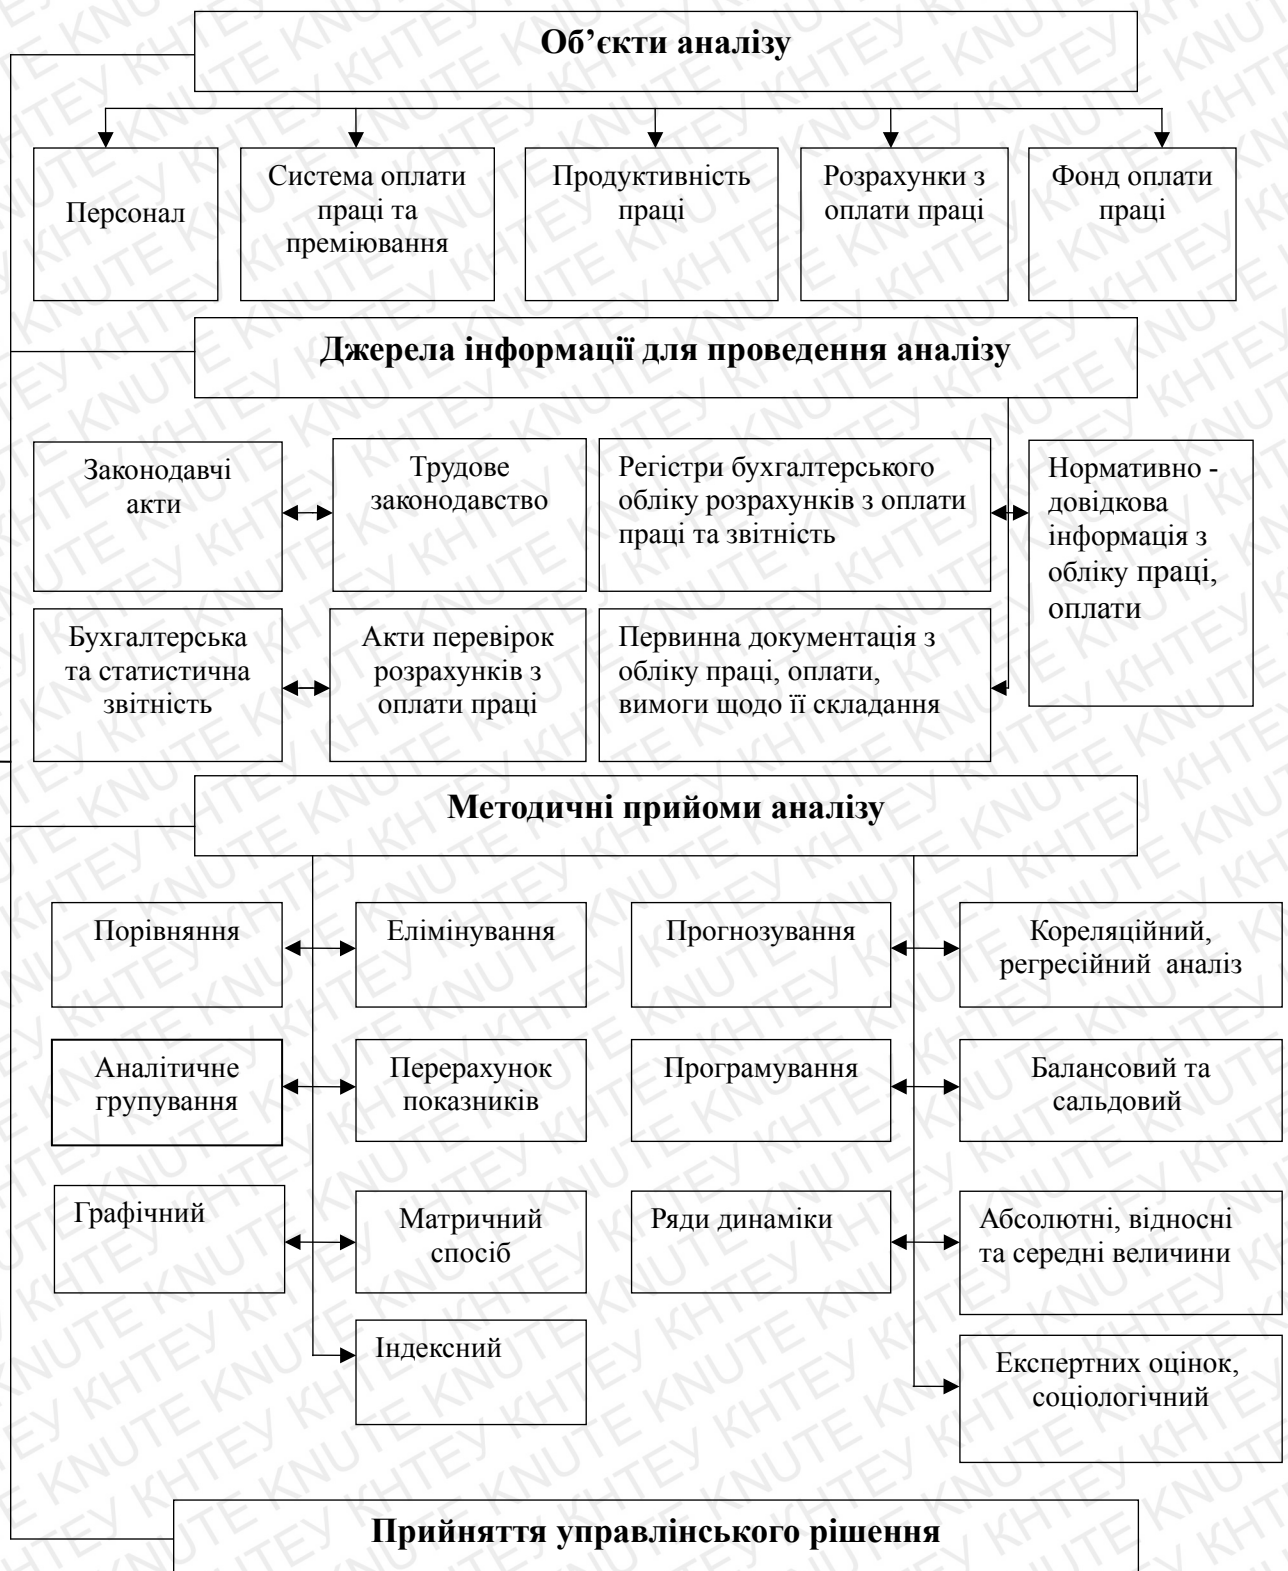 Об’єкти аналізу
Персонал
Система оплати
праці та
преміювання
Продуктивність
праці
Розрахунки з
оплати праці
Фонд оплати
праці
Джерела інформації для проведення аналізу
Законодавчі
акти
Трудове
законодавство
Регістри бухгалтерського
обліку розрахунків з оплати
праці та звітність
Нормативно -
довідкова
інформація з
обліку праці,
оплати
Бухгалтерська
та статистична
звітність
Акти перевірок
розрахунків з
оплати праці
Первинна документація з
обліку праці, оплати,
вимоги щодо її складання
Методичні прийоми аналізу
Порівняння
Елімінування
Прогнозування
Кореляційний,
регресійний  аналіз
Аналітичне
групування
Перерахунок
показників
Програмування
Балансовий та
сальдовий
Графічний
Матричний
спосіб
Ряди динаміки
Абсолютні, відносні
та середні величини
Індексний
Експертних оцінок,
соціологічний
Прийняття управлінського рішення